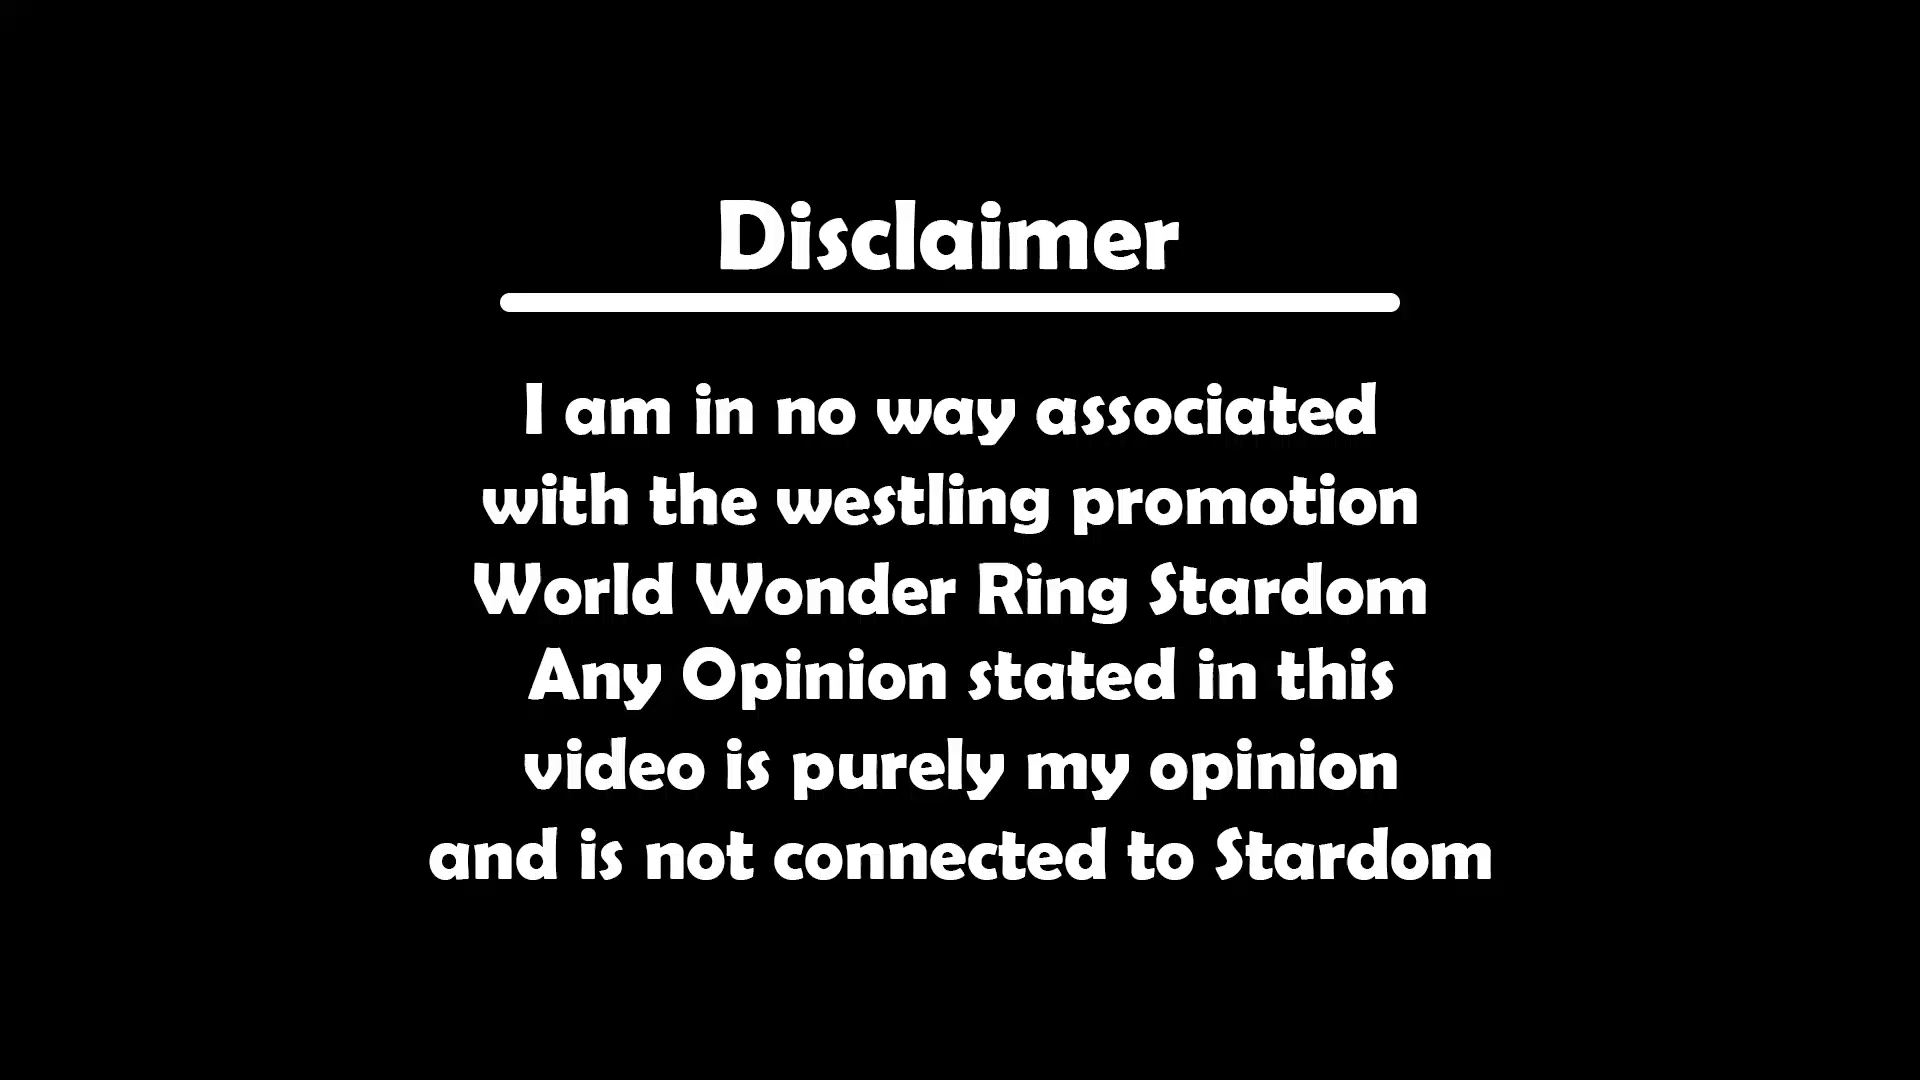 Disclaimer
I am in no way associated
with the westling promotion
World Wonder Ring Stardom
Any Opinion stated in this
video is purely my opinion
and is not connected to Stardom